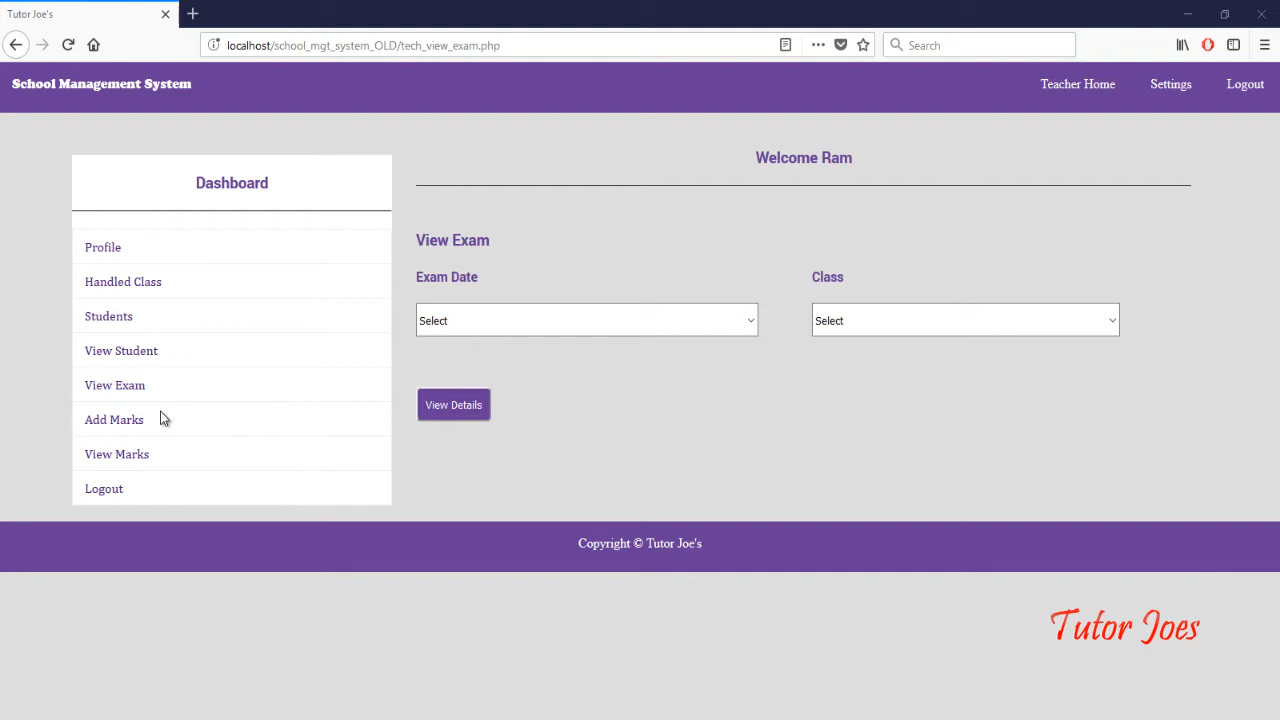 Tutor Joe's
localhost/school_mgt_system_OLD/tech_view_exam.php
Search
School Management System
Teacher Home
Settings
Logout
Dashboard
Profile
Handled Class
Students
View Student
View Exam
Add Marks
View Marks
Logout
Welcome Ram
View Exam
Exam Date
Class
Select
Select
View Details
Copyright © Tutor Joe's
Tutor Joes